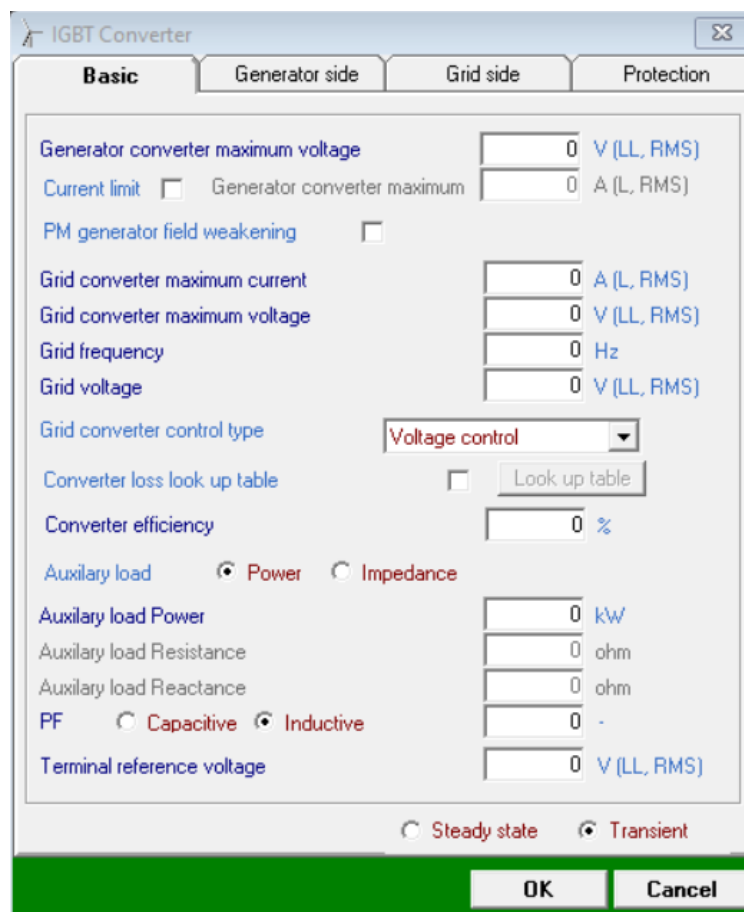 IGBT Converter
Basic Generator side Grid side Protection
Generator converter maximum voltage 0 V (LL, RMS)
Current limit Generator converter maximum 0 A (L, RMS)
PM generator field weakening
Grid converter maximum current 0 A (L, RMS)
Grid converter maximum voltage 0 V (LL, RMS)
Grid frequency 0 Hz
Grid voltage 0 V (LL, RMS)
Grid converter control type Voltage control
Converter loss look up table Look up table
Converter efficiency 0 %
Auxilary load Power Impedance
Auxilary load Power 0 kW
Auxilary load Resistance 0 ohm
Auxilary load Reactance 0 ohm
PF Capacitive Inductive 0 -
Terminal reference voltage 0 V (LL, RMS)
Steady state Transient
OK Cancel